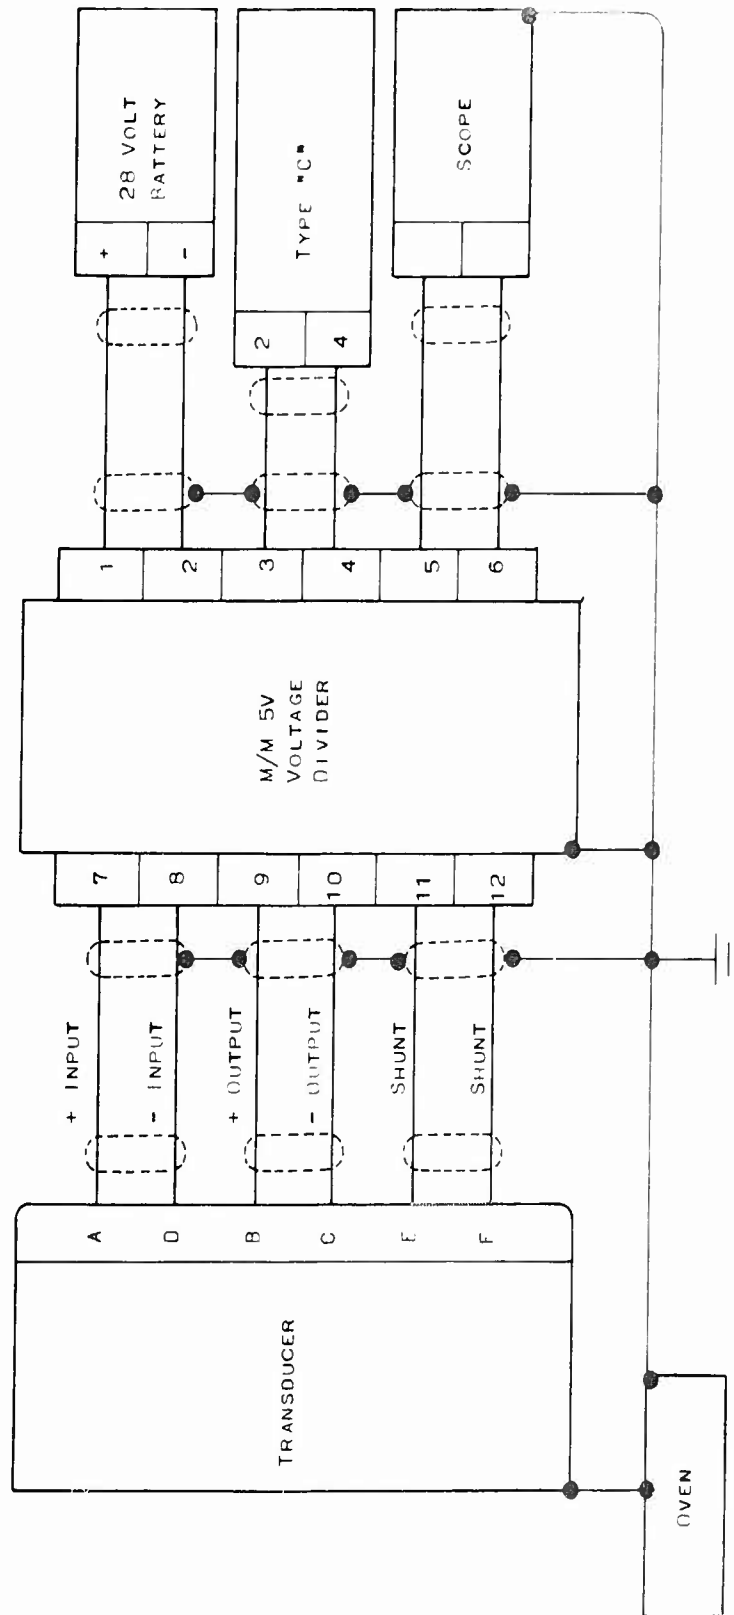 TRANSDUCER
A
D
B
C
E
F
+ INPUT
- INPUT
+ OUTPUT
- OUTPUT
SHUNT
SHUNT
7
8
9
10
11
12
M/M 5V
VOLTAGE
DIVIDER
1
2
3
4
5
6
+
-
28 VOLT
BATTERY
2
4
TYPE "C"
SCOPE
OVEN